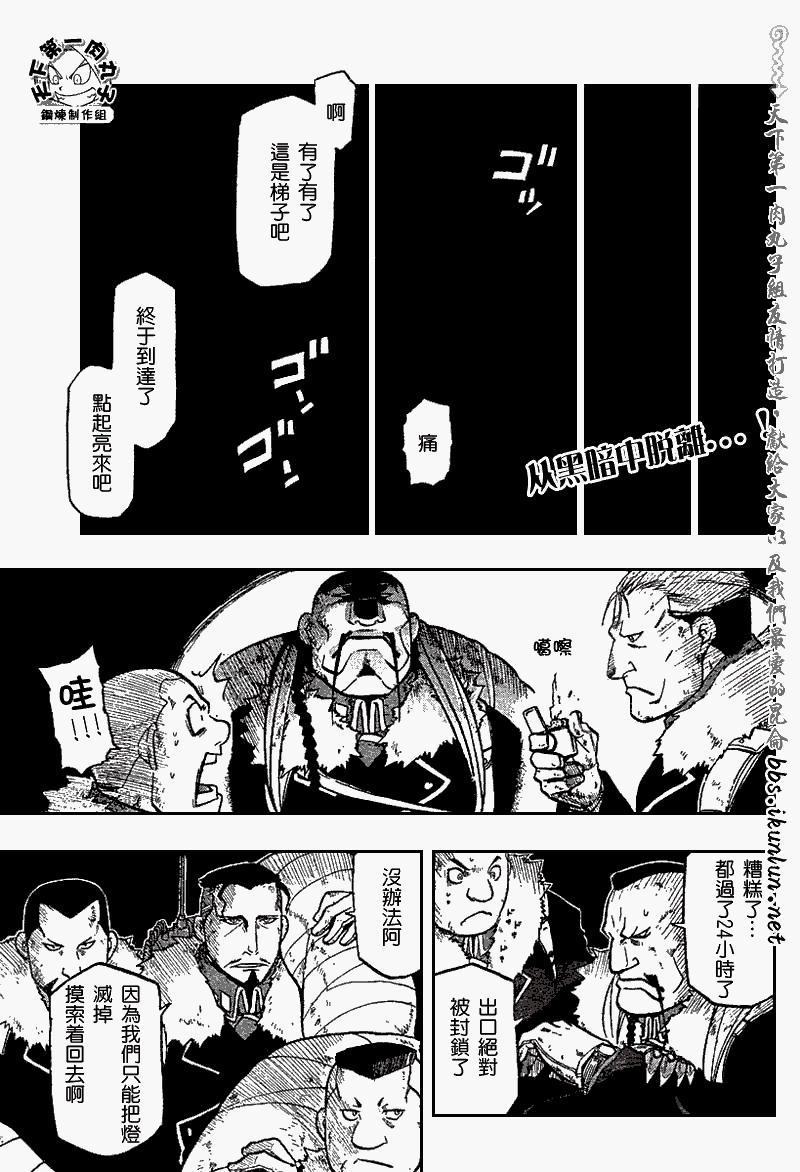 天下第一肉丸子
鋼煉制作組
从黑暗中脱離...!
ゴッ
痛
啊
有了有了
這是梯子吧
ゴッ
ゴッ
終于到達了
點起亮來吧
噶嚓
哇
!!!
糟糕了...
都過了24小時了
出口絕對
被封鎖了
沒辦法阿
因為我們只能把燈
滅掉
摸索着回去啊
天下第一肉丸子組友情打造，獻給大家以及我們最愛的昆侖 bbs.ikunlun.net